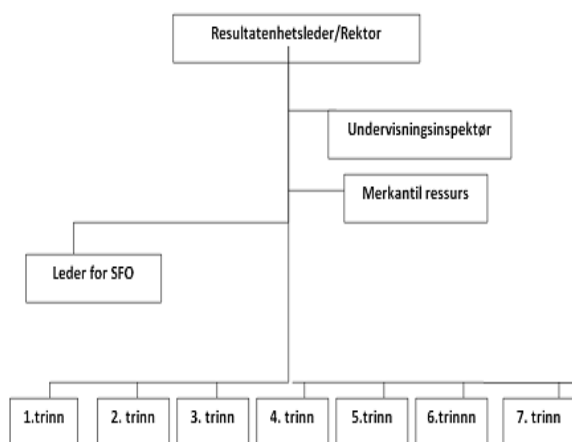 Resultatenhetsleder/Rektor
Undervisningsinspektør
Merkantil ressurs
Leder for SFO
1.trinn
2. trinn
3. trinn
4. trinn
5.trinn
6.trinnn
7. trinn